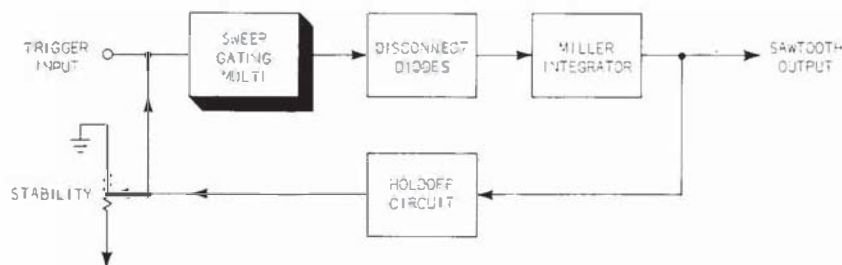 TRIGGER
INPUT
SWEEP
GATING
MULTI
DISCONNECT
DIODES
MILLER
INTEGRATOR
SAWTOOTH
OUTPUT
STABILITY
HOLDOFF
CIRCUIT